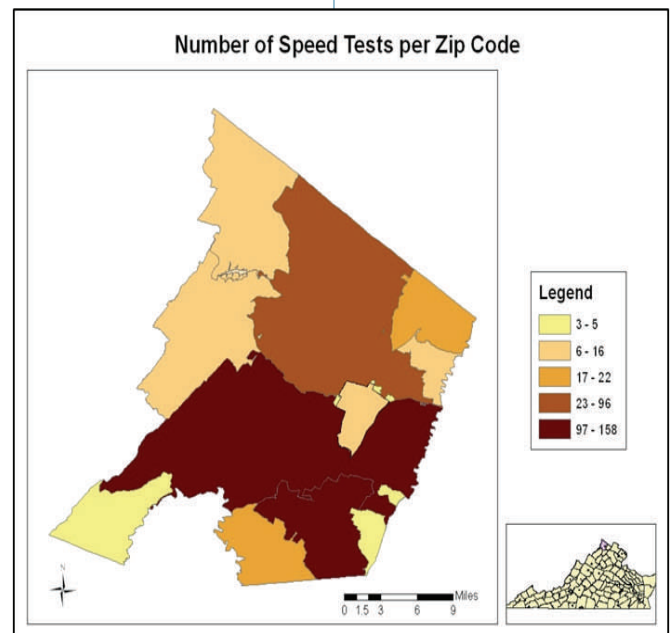 Number of Speed Tests per Zip Code
Legend
3 - 5
6 - 16
17 - 22
23 - 96
97 - 158
N
Miles
0 1.5 3 6 9